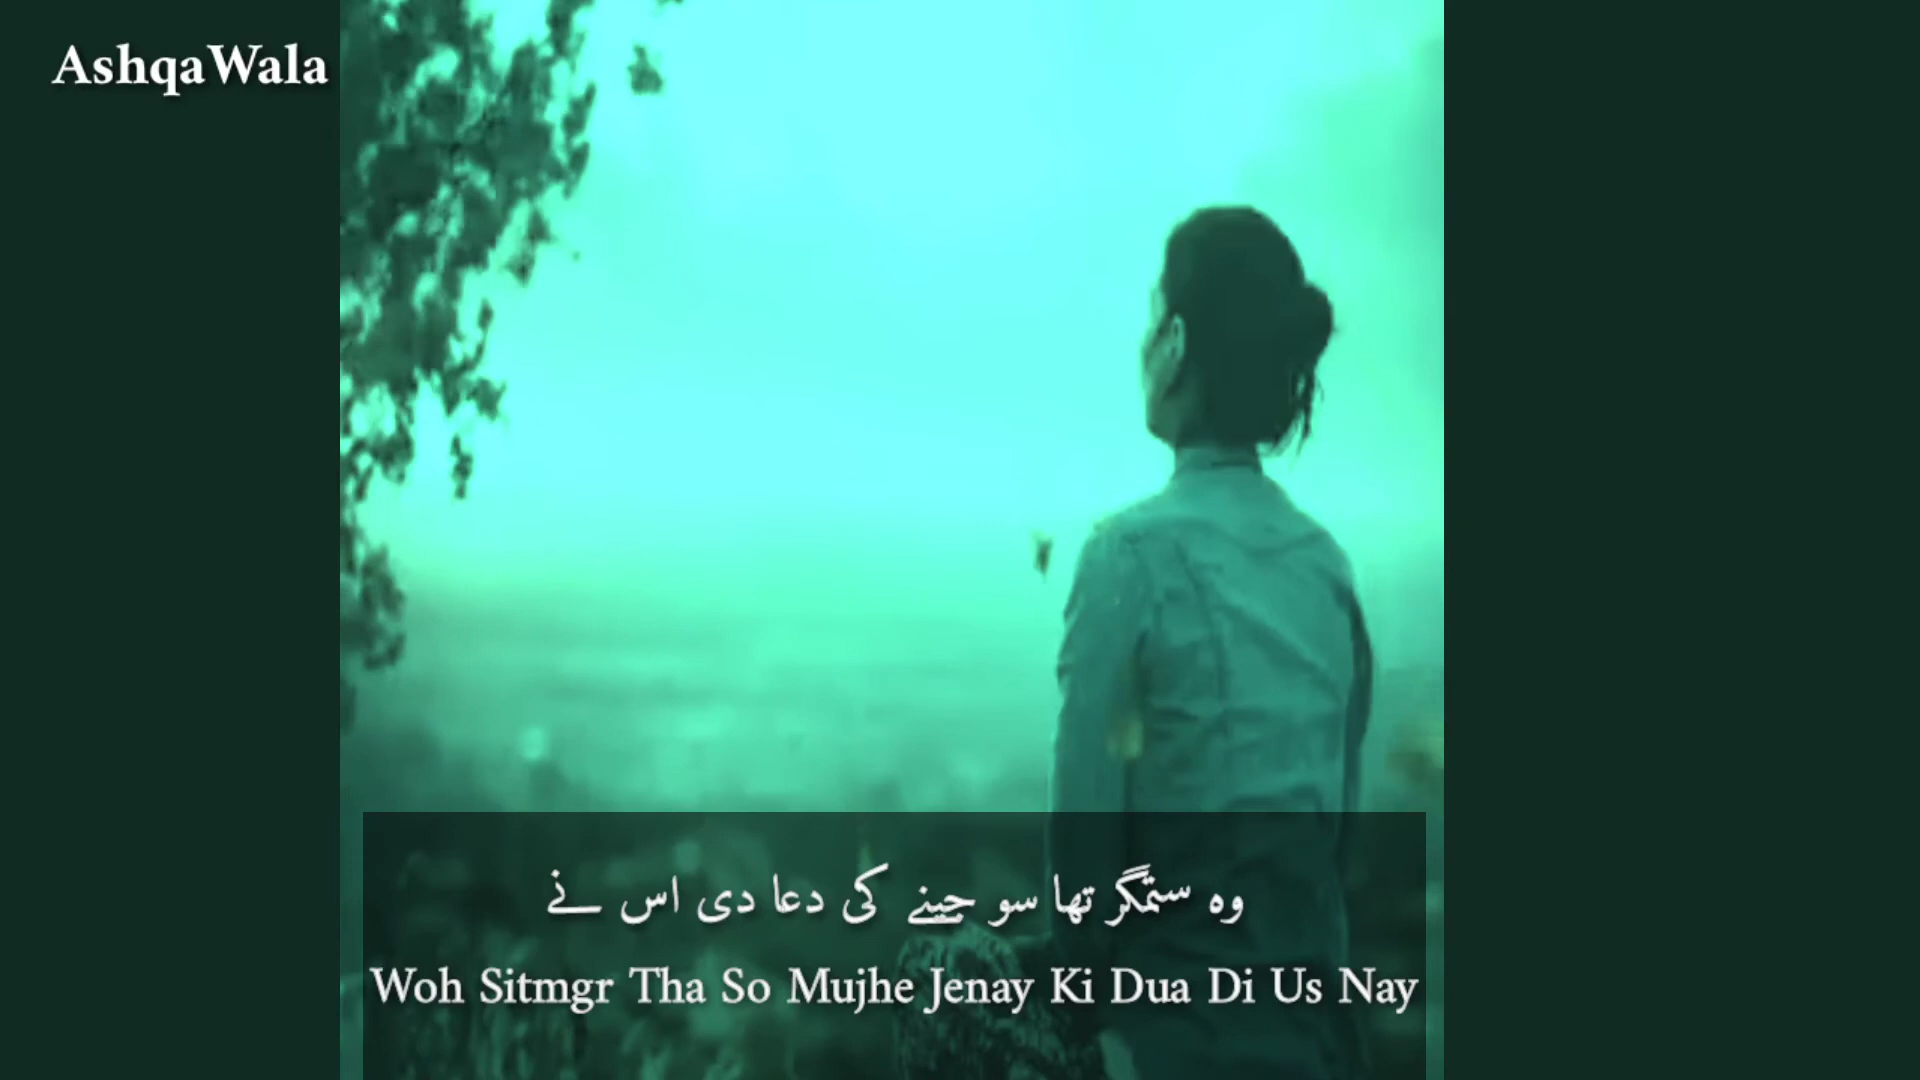 AshqaWala
وہ ستمگر تھا سو جینے کی دعا دی اس نے
Woh Sitmgr Tha So Mujhe Jenay Ki Dua Di Us Nay